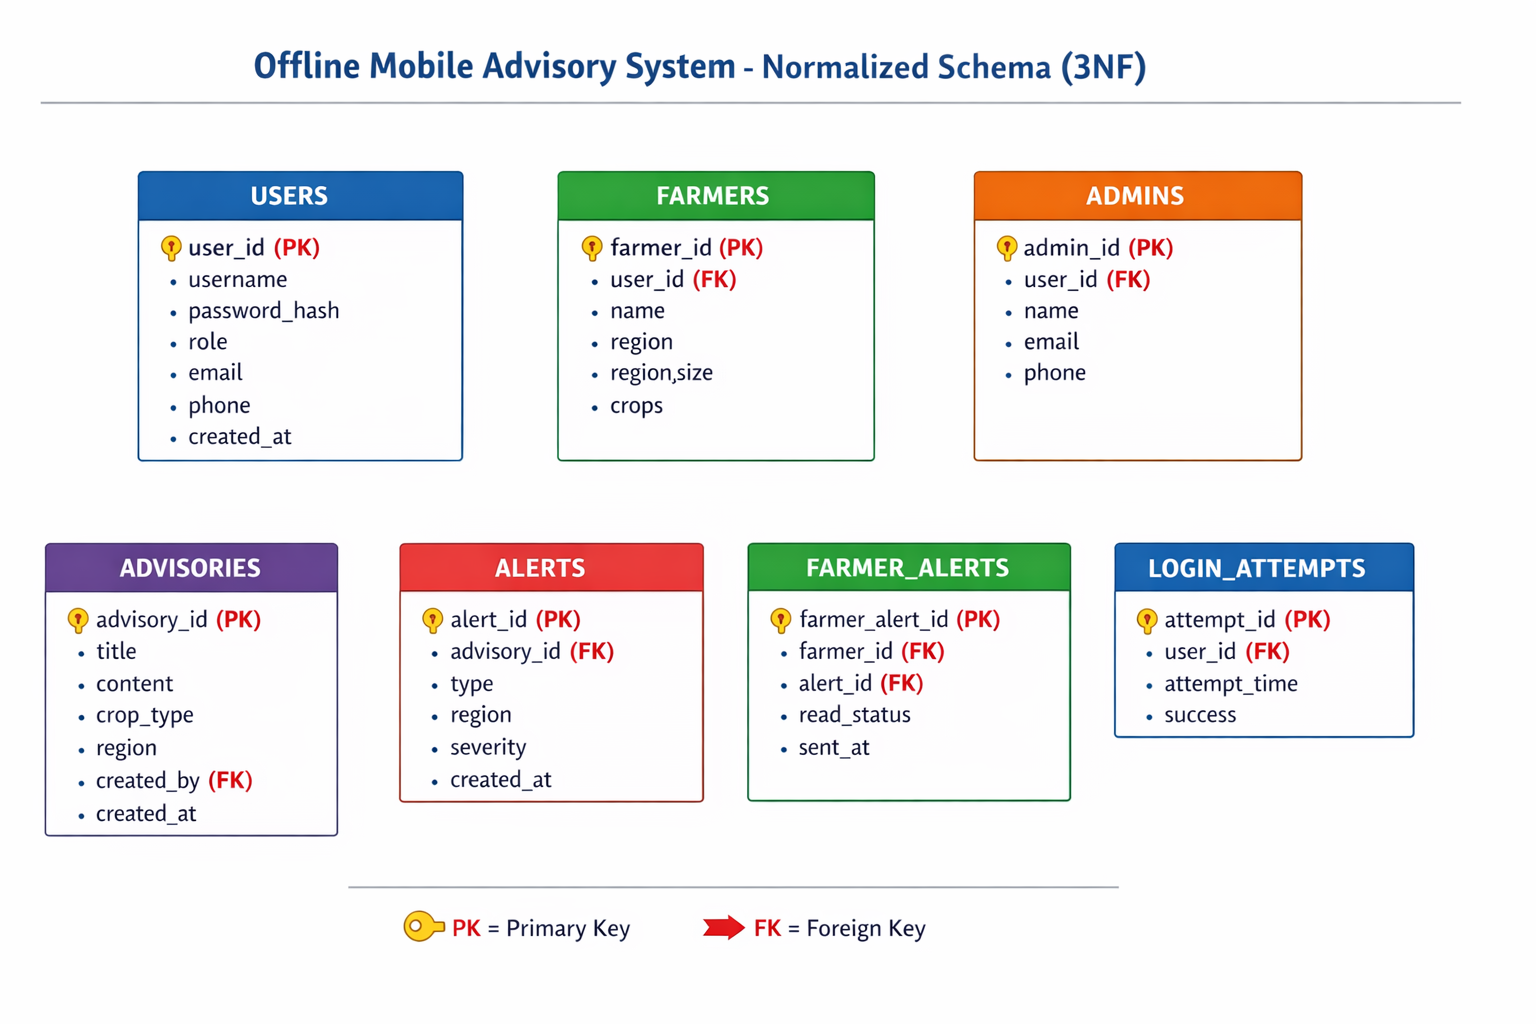 Offline Mobile Advisory System - Normalized Schema (3NF)
USERS
user_id (PK)
• username
• password_hash
• role
• email
• phone
• created_at
FARMERS
farmer_id (PK)
• user_id (FK)
• name
• region
• region,size
• crops
ADMINS
admin_id (PK)
• user_id (FK)
• name
• email
• phone
ADVISORIES
advisory_id (PK)
• title
• content
• crop_type
• region
• created_by (FK)
• created_at
ALERTS
alert_id (PK)
• advisory_id (FK)
• type
• region
• severity
• created_at
FARMER_ALERTS
farmer_alert_id (PK)
• farmer_id (FK)
• alert_id (FK)
• read_status
• sent_at
LOGIN_ATTEMPTS
attempt_id (PK)
• user_id (FK)
• attempt_time
• success
PK = Primary Key
FK = Foreign Key